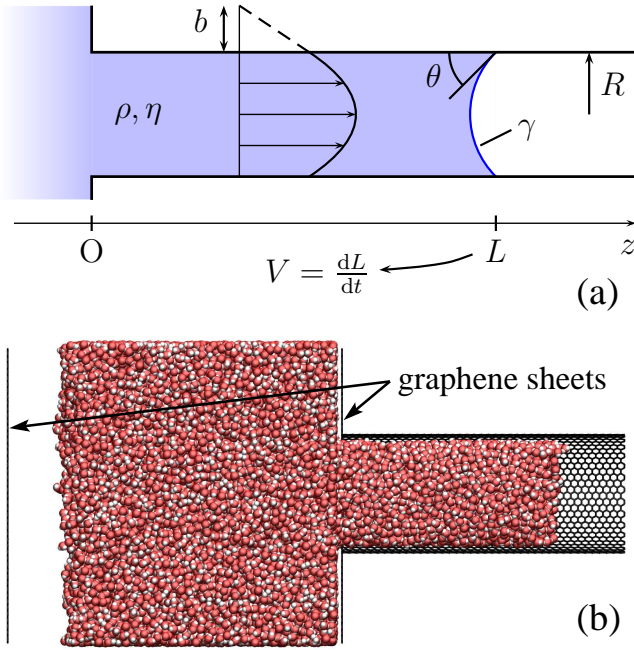 b
ρ, η
θ
R
γ
O
L
z
V = dL/dt
(a)
graphene sheets
(b)